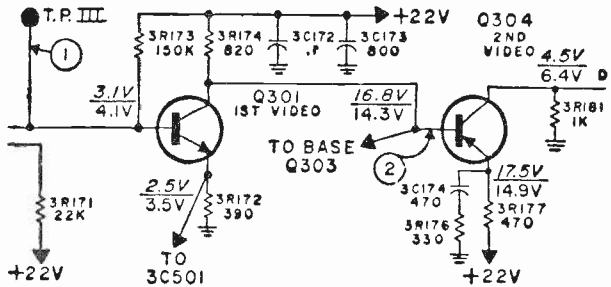 T.P. III
+22V
Q304
2ND
VIDEO
1
3R173
150K
3R174
820
3C172
.1
3C173
800
4.5V
6.4V
D
3.1V
4.1V
Q301
1ST VIDEO
16.8V
14.3V
3R181
1K
TO BASE
Q303
2
3R171
22K
2.5V
3.5V
3R172
390
3C174
470
17.5V
14.9V
3R176
330
3R177
470
+22V
TO
3C501
+22V